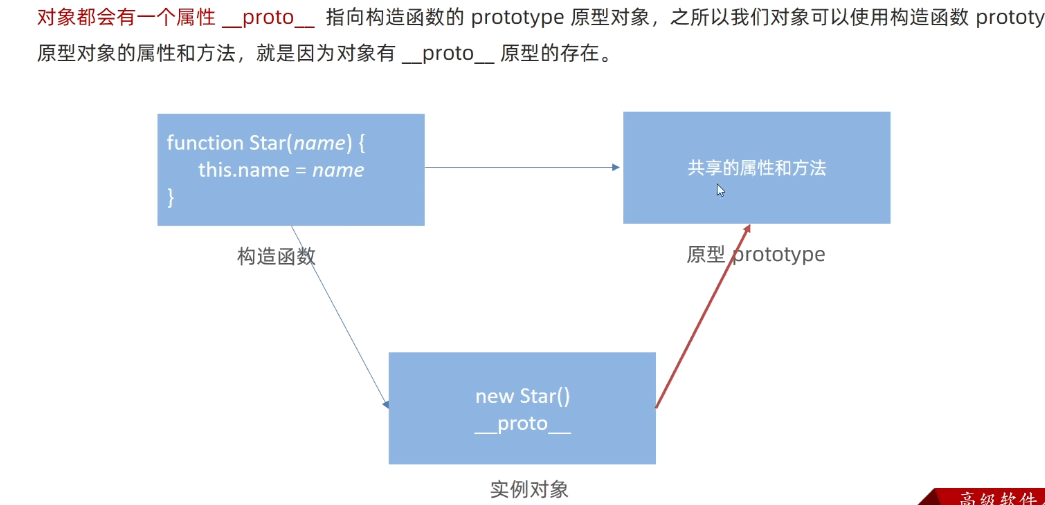 对象都会有一个属性 __proto__ 指向构造函数的 prototype 原型对象，之所以我们对象可以使用构造函数 prototy
原型对象的属性和方法，就是因为对象有 __proto__ 原型的存在。
function Star(name) {
this.name = name
}
共享的属性和方法
构造函数
原型 prototype
new Star()
__proto__
实例对象
高级软件